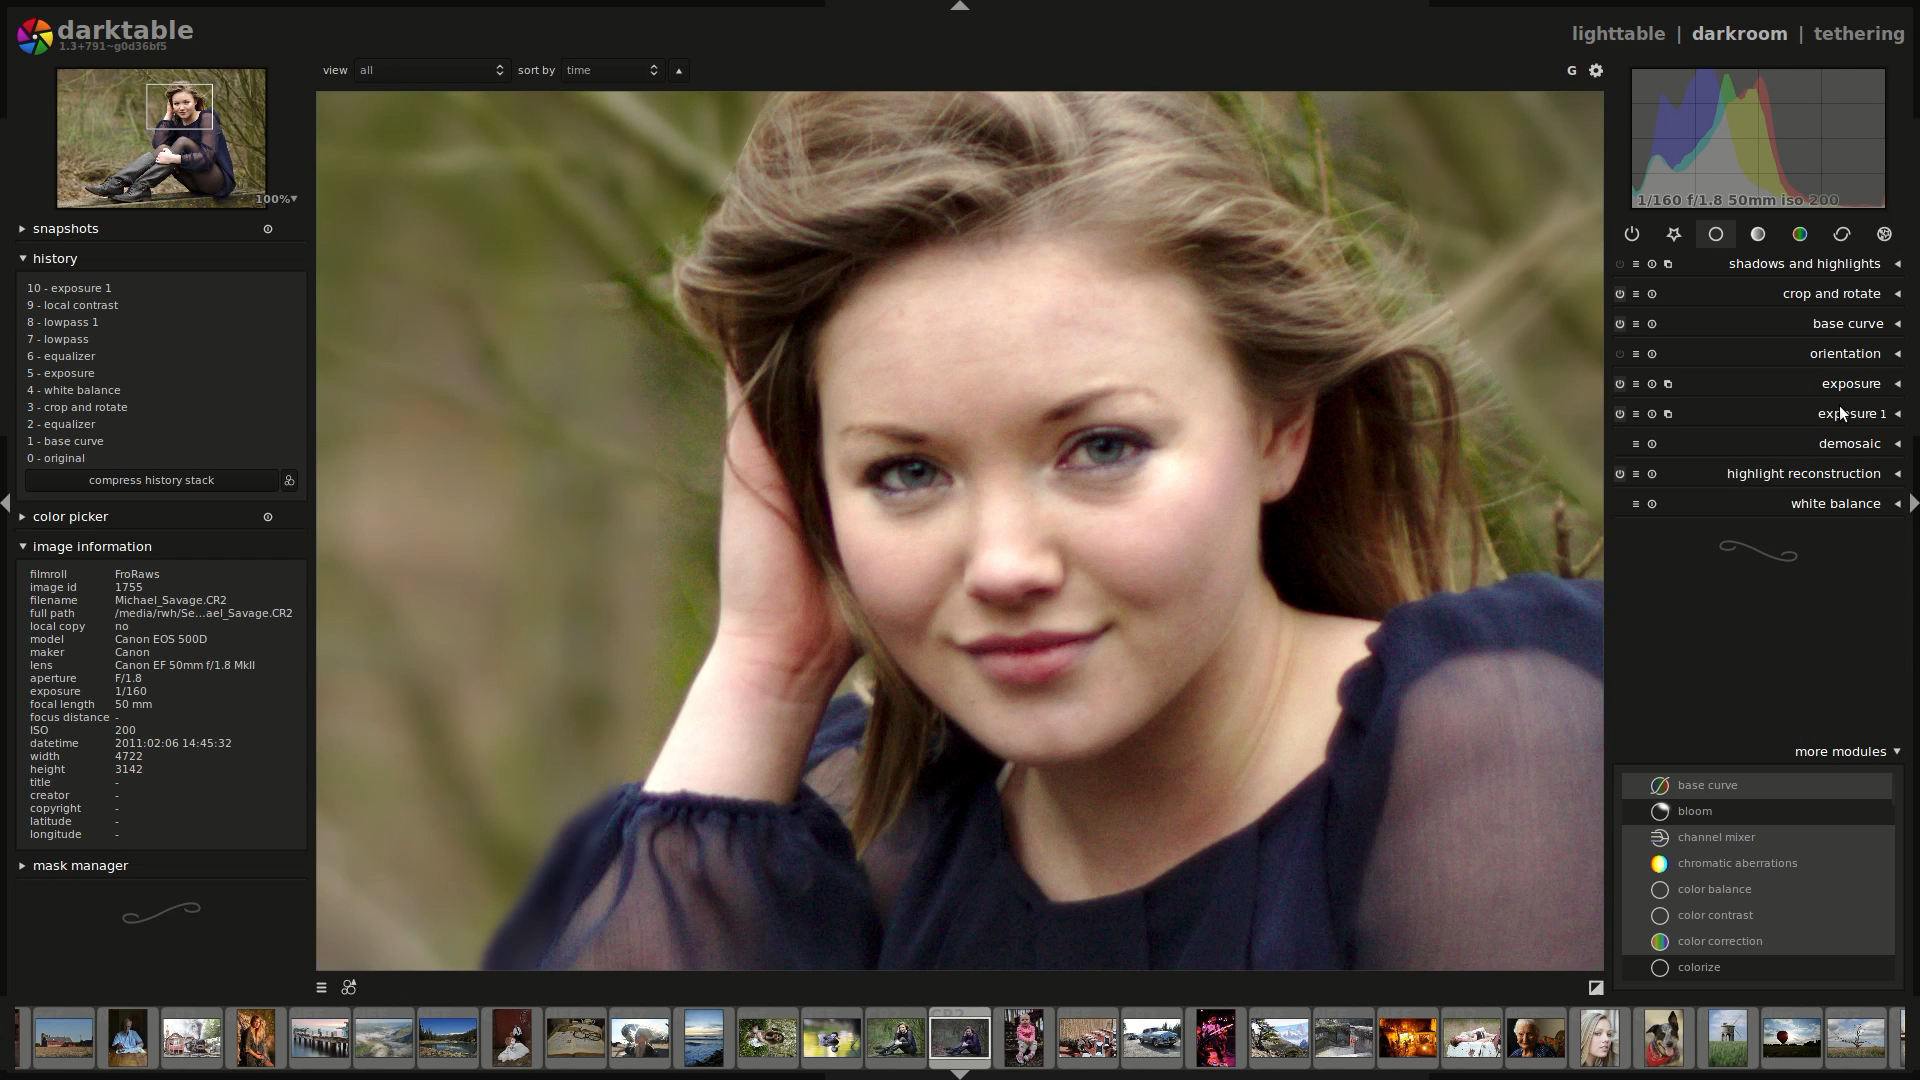 darktable
1.3+791~g0d36bf5
lighttable | darkroom | tethering
view all sort by time
G
100%
1/160 f/1.8 50mm iso 200
snapshots
history
10 - exposure 1
9 - local contrast
8 - lowpass 1
7 - lowpass
6 - equalizer
5 - exposure
4 - white balance
3 - crop and rotate
2 - equalizer
1 - base curve
0 - original
compress history stack
color picker
image information
filmroll FroRaws
image id 1755
filename Michael_Savage.CR2
full path /media/rwh/Se...ael_Savage.CR2
local copy no
model Canon EOS 500D
maker Canon
lens Canon EF 50mm f/1.8 MkII
aperture F/1.8
exposure 1/160
focal length 50 mm
focus distance -
ISO 200
datetime 2011:02:06 14:45:32
width 4722
height 3142
title -
creator -
copyright -
latitude -
longitude -
mask manager
shadows and highlights
crop and rotate
base curve
orientation
exposure
exposure 1
demosaic
highlight reconstruction
white balance
more modules
base curve
bloom
channel mixer
chromatic aberrations
color balance
color contrast
color correction
colorize